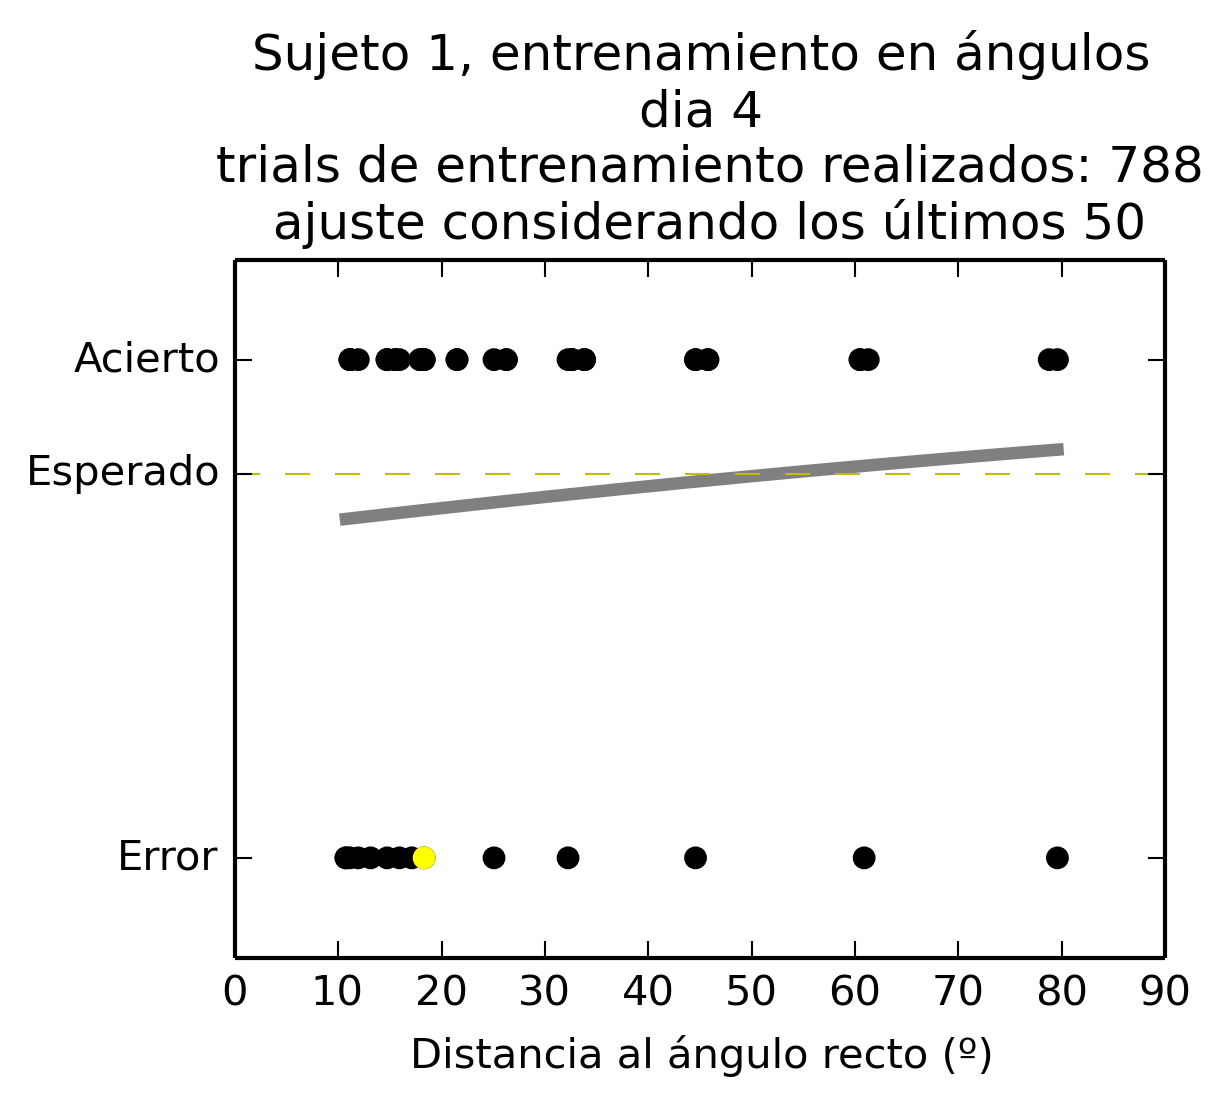 Sujeto 1, entrenamiento en ángulos
dia 4
trials de entrenamiento realizados: 788
ajuste considerando los últimos 50
Acierto
Esperado
Error
0 10 20 30 40 50 60 70 80 90
Distancia al ángulo recto (º)